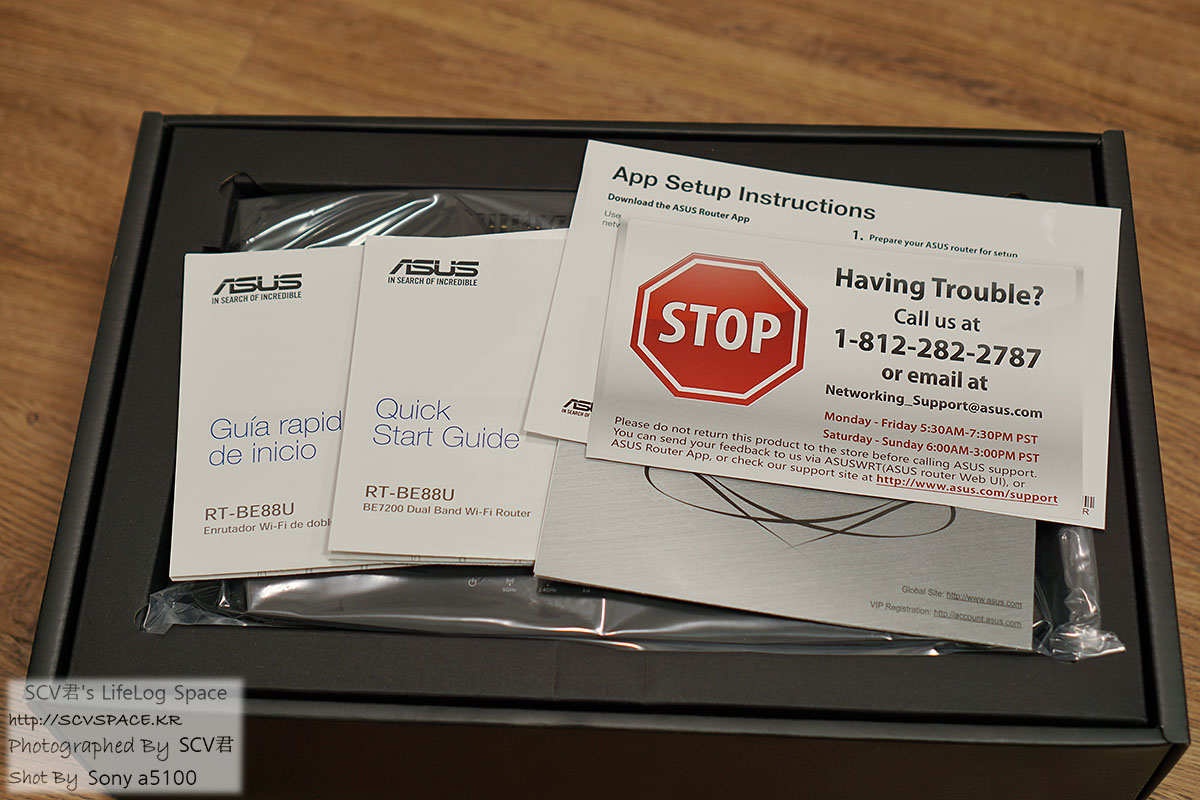 App Setup Instructions
Download the ASUS Router App
Use
netw
1. Prepare your ASUS router for setup
STOP
Having Trouble?
Call us at
1-812-282-2787
or email at
Networking_Support@asus.com
Monday - Friday 5:30AM-7:30PM PST
Saturday - Sunday 6:00AM-3:00PM PST
Please do not return this product to the store before calling ASUS support.
You can send your feedback to us via ASUSWRT(ASUS router Web UI), or
ASUS Router App, or check our support site at http://www.asus.com/support
ASUS
IN SEARCH OF INCREDIBLE
Guía rapid
de inicio
RT-BE88U
Enrutador Wi-Fi de dobl
ASUS
IN SEARCH OF INCREDIBLE
Quick
Start Guide
RT-BE88U
BE7200 Dual Band Wi-Fi Router
Global Site: http://www.asus.com
VIP Registration: http://account.asus.com
5GHz
2.4GHz
SCV君's LifeLog Space
http://SCVSPACE.KR
Photographed By SCV君
Shot By Sony a5100